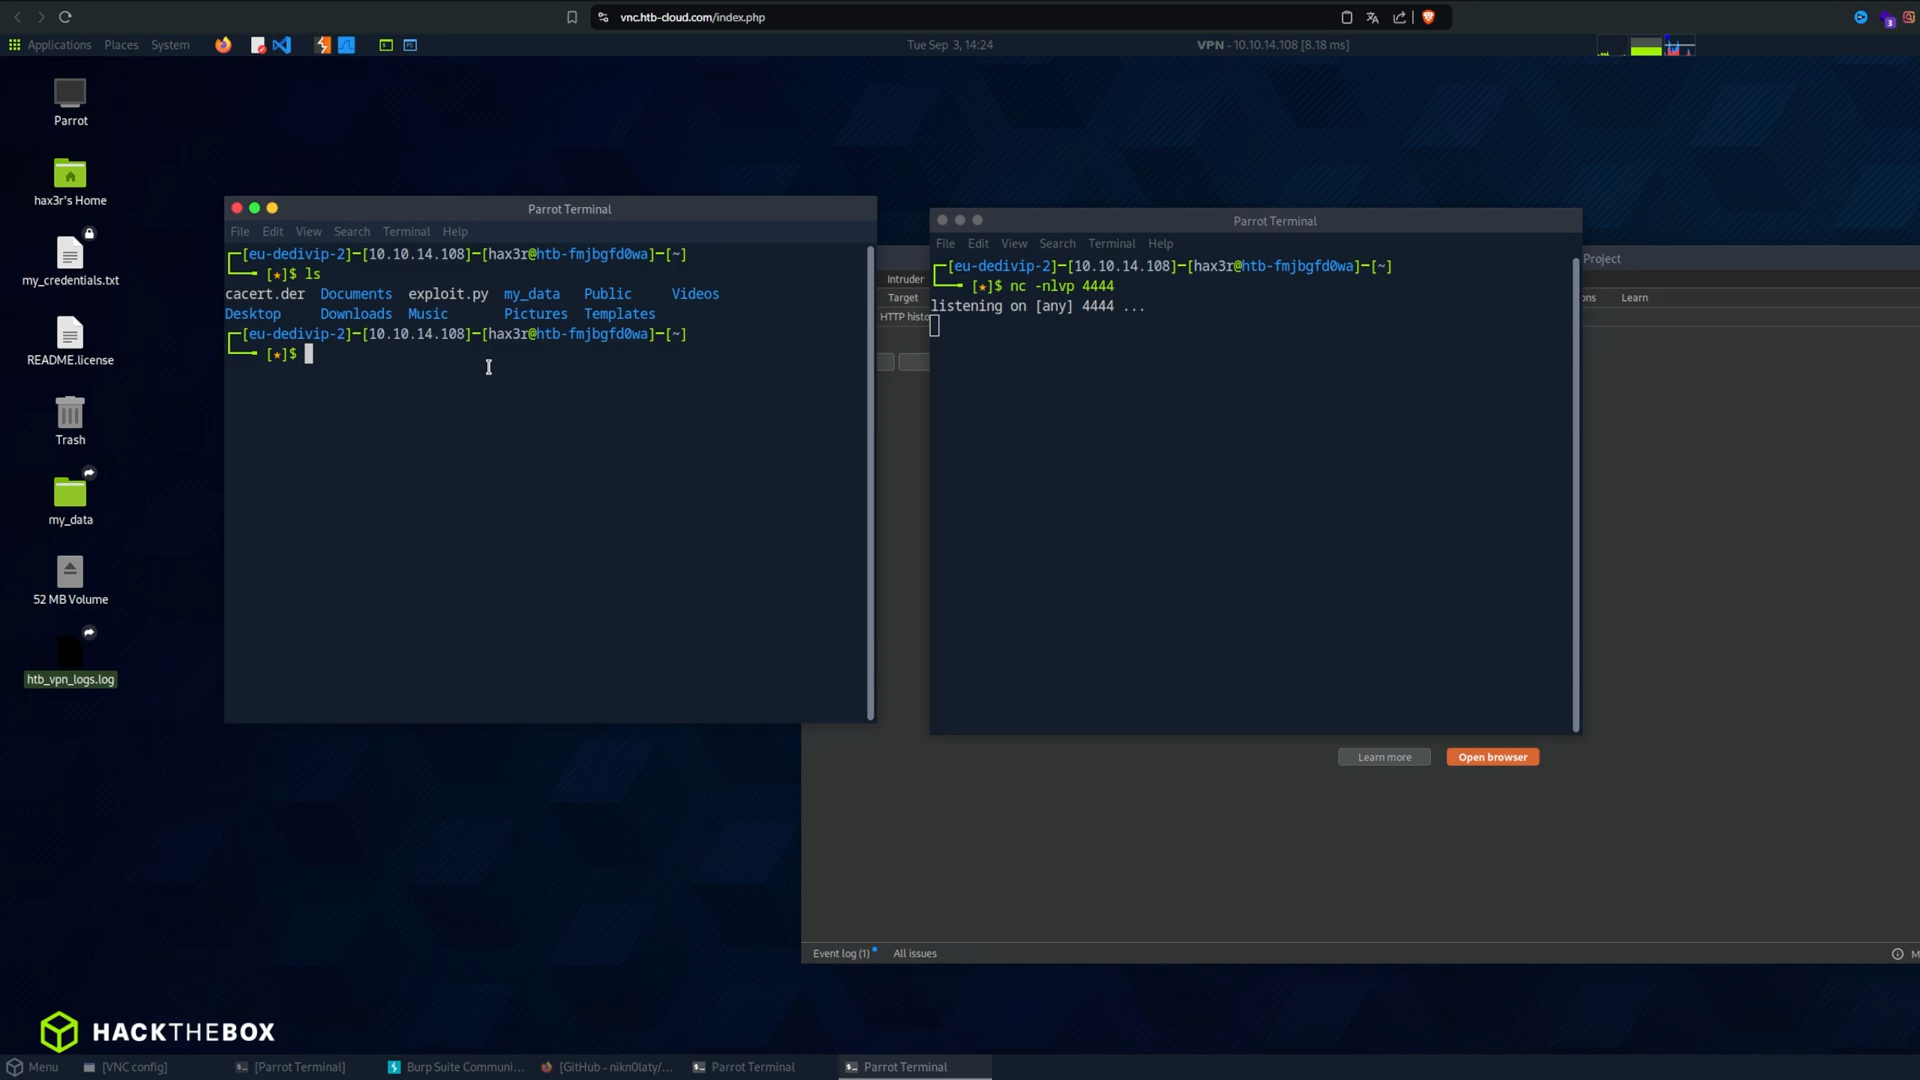 vnc.htb-cloud.com/index.php
3
Applications Places System
Tue Sep 3, 14:24
VPN - 10.10.14.108 [8.18 ms]
Parrot
hax3r's Home
my_credentials.txt
README.license
Trash
my_data
52 MB Volume
htb_vpn_logs.log
Parrot Terminal
File Edit View Search Terminal Help
┌─[eu-dedivip-2]─[10.10.14.108]─[hax3r@htb-fmjbgfd0wa]─[~]
└──╼ [★]$ ls
cacert.der Documents exploit.py my_data Public Videos
Desktop Downloads Music Pictures Templates
┌─[eu-dedivip-2]─[10.10.14.108]─[hax3r@htb-fmjbgfd0wa]─[~]
└──╼ [★]$
Parrot Terminal
File Edit View Search Terminal Help
┌─[eu-dedivip-2]─[10.10.14.108]─[hax3r@htb-fmjbgfd0wa]─[~]
└──╼ [★]$ nc -nlvp 4444
listening on [any] 4444 ...
Project
Intruder
Target
ons Learn
HTTP histo
Learn more Open browser
Event log (1) All issues
M
HACKTHEBOX
Menu [VNC config] [Parrot Terminal] Burp Suite Communi... [GitHub - nikn0laty/... Parrot Terminal Parrot Terminal